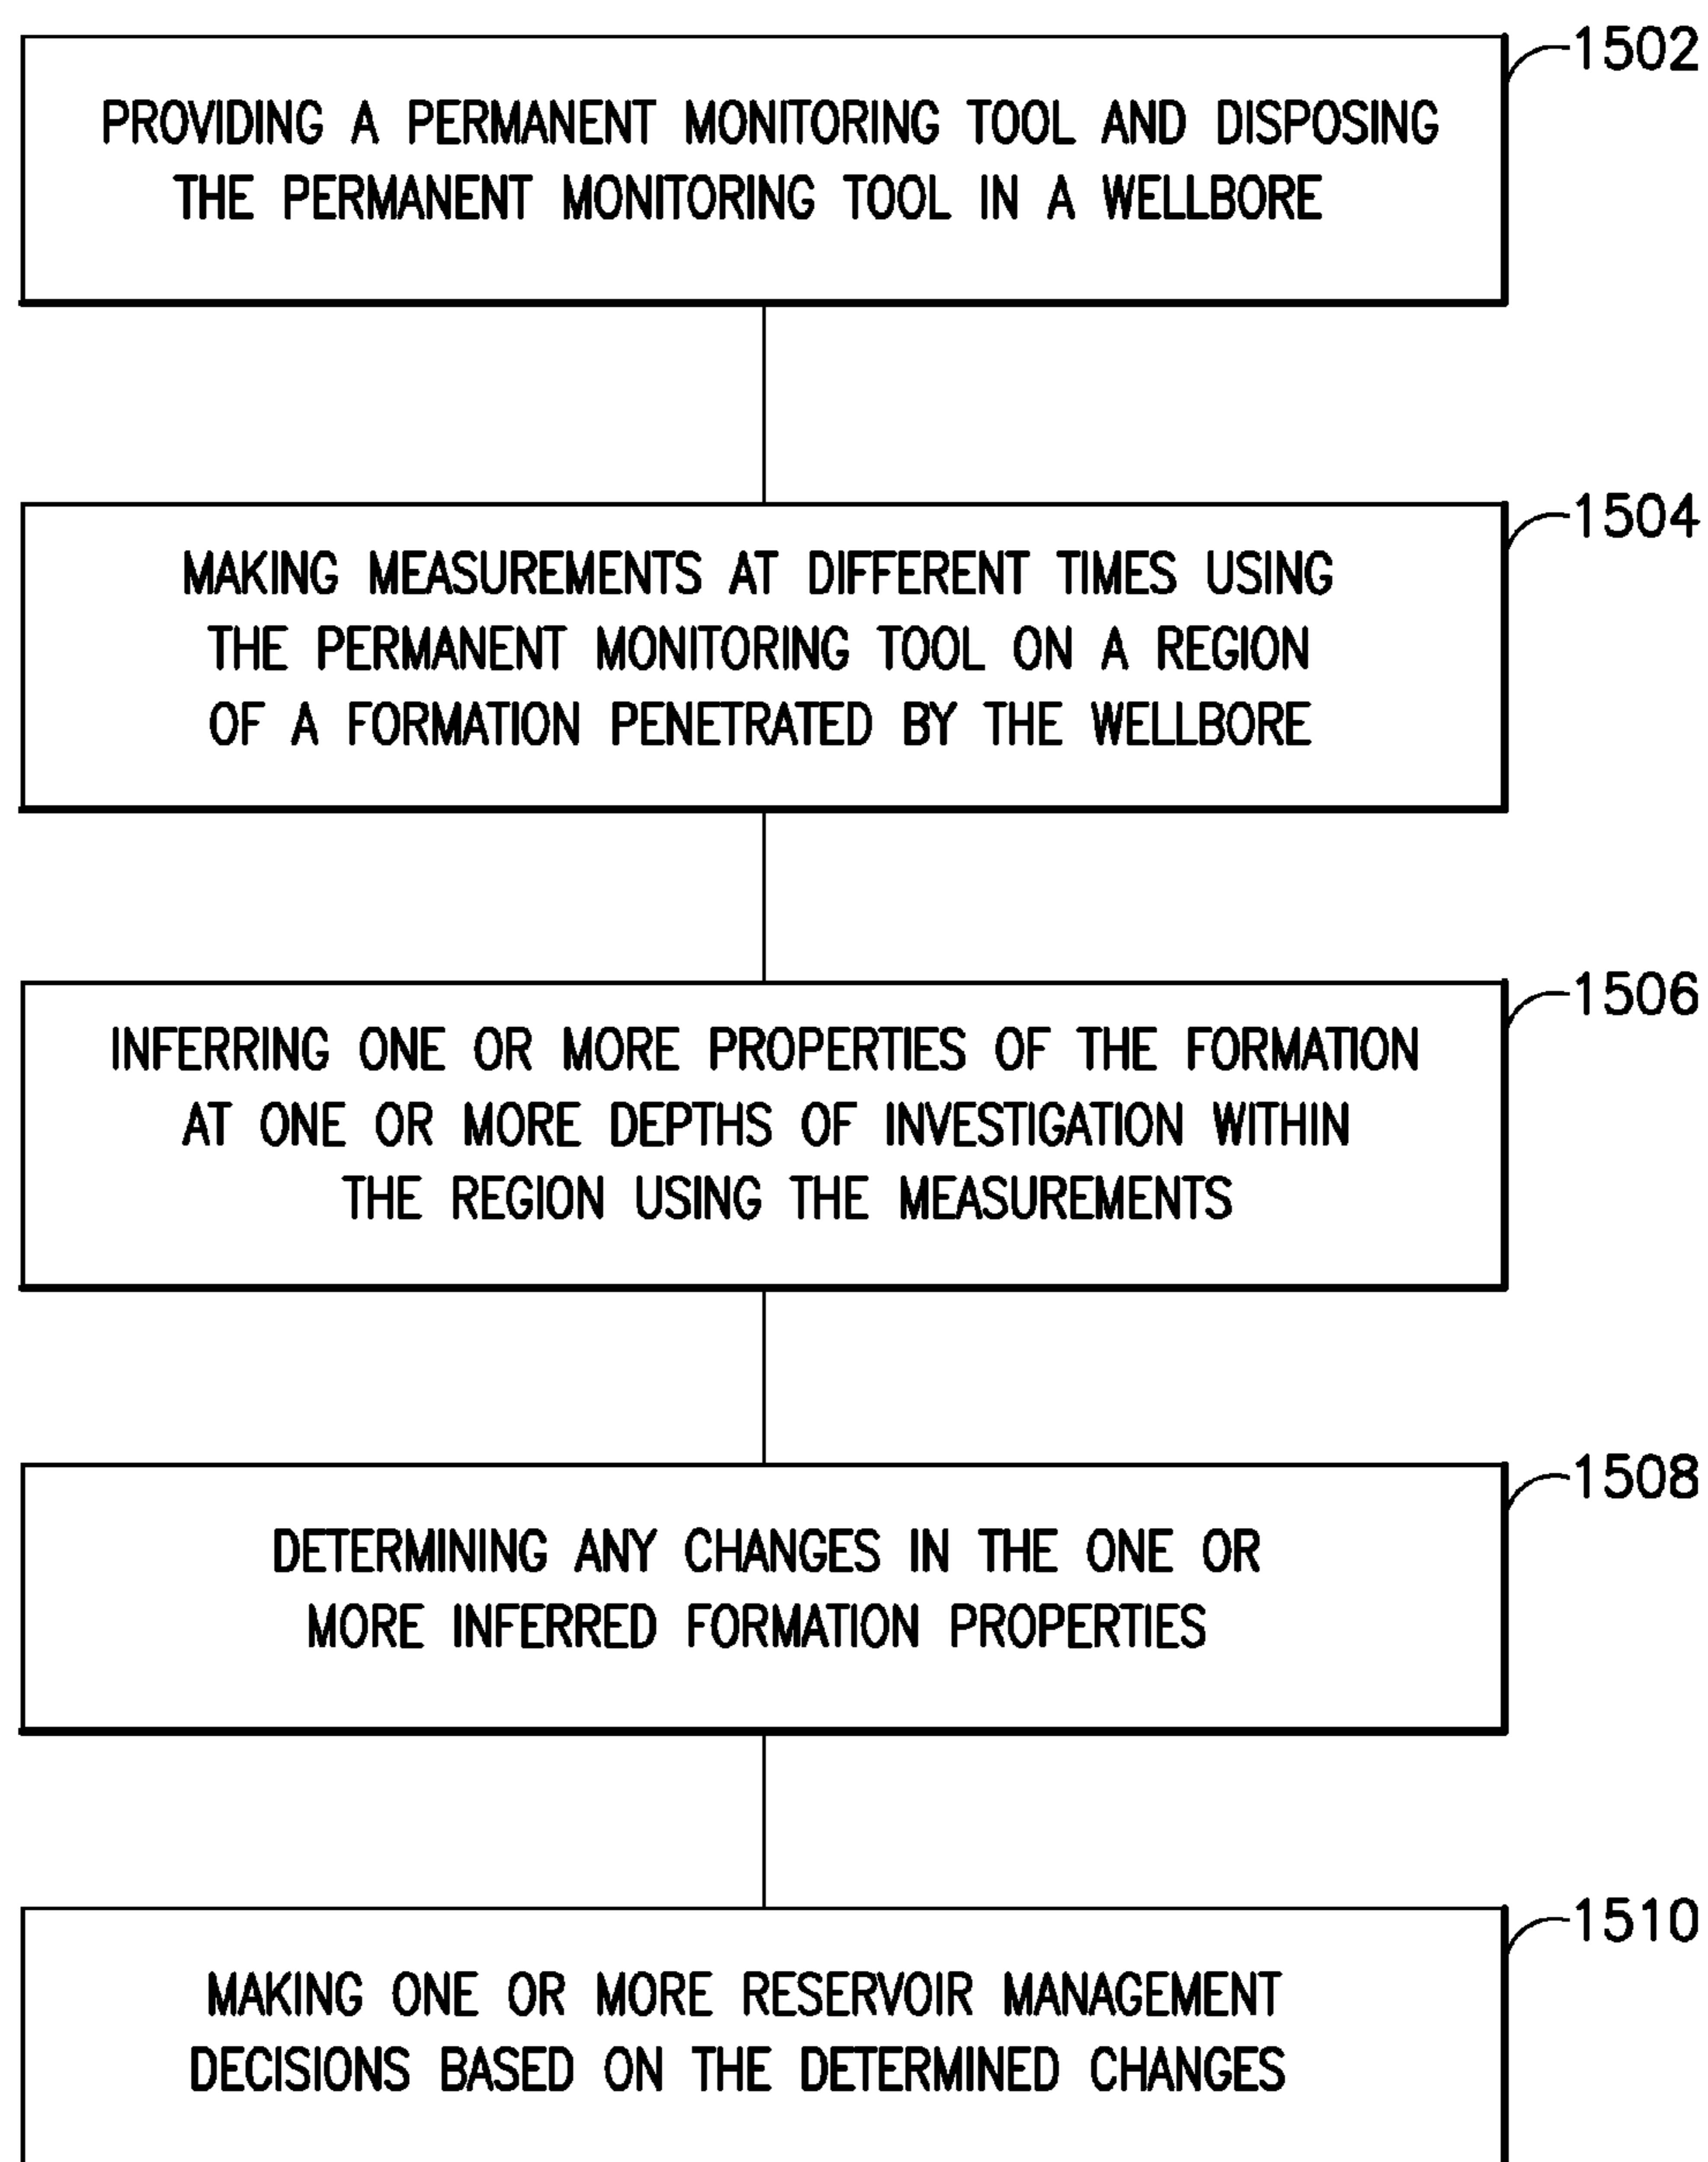 1502
PROVIDING A PERMANENT MONITORING TOOL AND DISPOSING
THE PERMANENT MONITORING TOOL IN A WELLBORE
1504
MAKING MEASUREMENTS AT DIFFERENT TIMES USING
THE PERMANENT MONITORING TOOL ON A REGION
OF A FORMATION PENETRATED BY THE WELLBORE
1506
INFERRING ONE OR MORE PROPERTIES OF THE FORMATION
AT ONE OR MORE DEPTHS OF INVESTIGATION WITHIN
THE REGION USING THE MEASUREMENTS
1508
DETERMINING ANY CHANGES IN THE ONE OR
MORE INFERRED FORMATION PROPERTIES
1510
MAKING ONE OR MORE RESERVOIR MANAGEMENT
DECISIONS BASED ON THE DETERMINED CHANGES